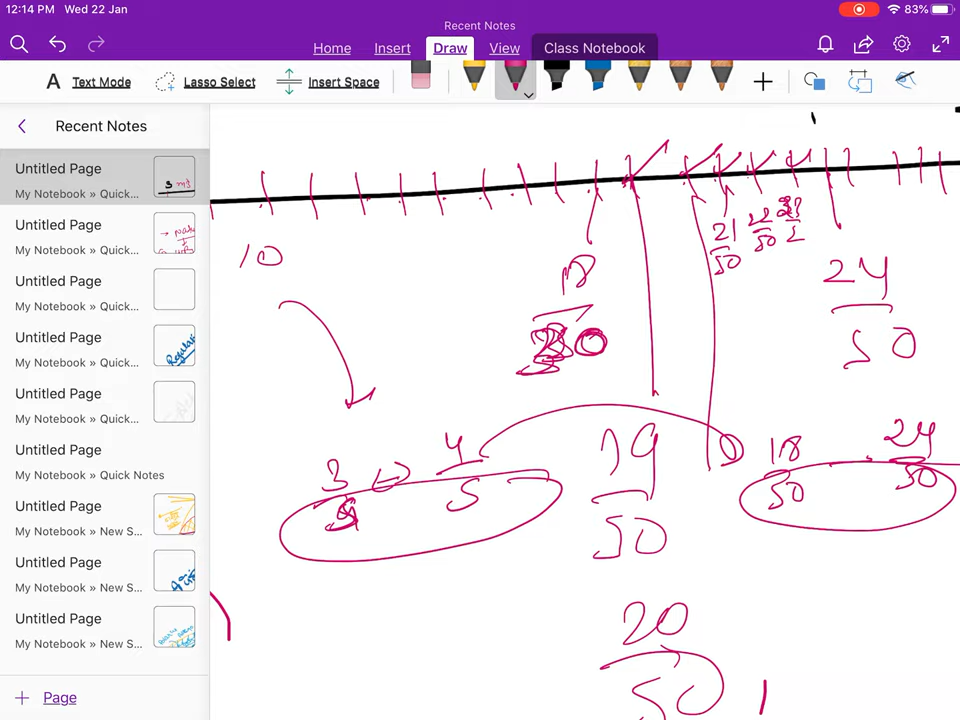 12:14 PM Wed 22 Jan
83%
Recent Notes
Home Insert Draw View Class Notebook
Text Mode Lasso Select Insert Space
Recent Notes
Untitled Page
My Notebook » Quick...
Untitled Page
My Notebook » Quick...
Untitled Page
My Notebook » Quick...
Untitled Page
My Notebook » Quick...
Untitled Page
My Notebook » Quick...
Untitled Page
My Notebook » Quick Notes
Untitled Page
My Notebook » New S...
Untitled Page
My Notebook » New S...
Untitled Page
My Notebook » New S...
Page
10
18
21
50
22
50
24
50
3
4
5
19
50
18
50
24
50
20
50